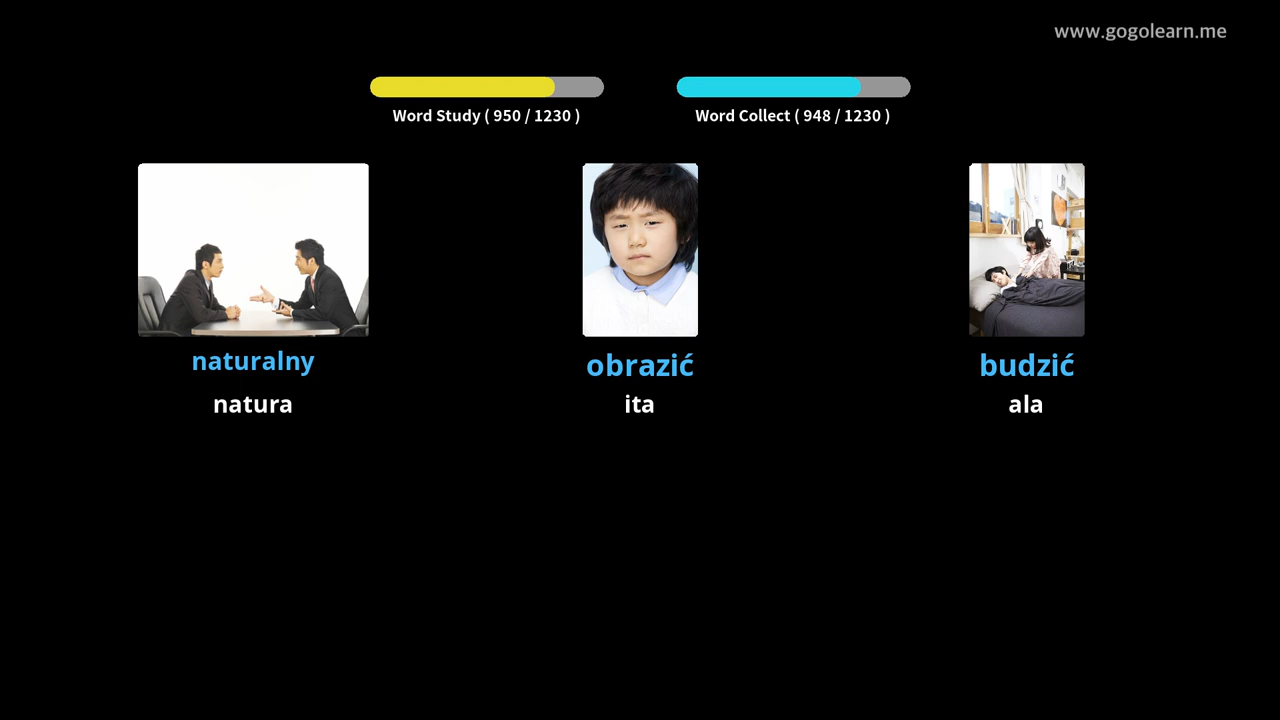 www.gogolearn.me
Word Study ( 950 / 1230 )
Word Collect ( 948 / 1230 )
naturalny
natura
obrazić
ita
budzić
ala